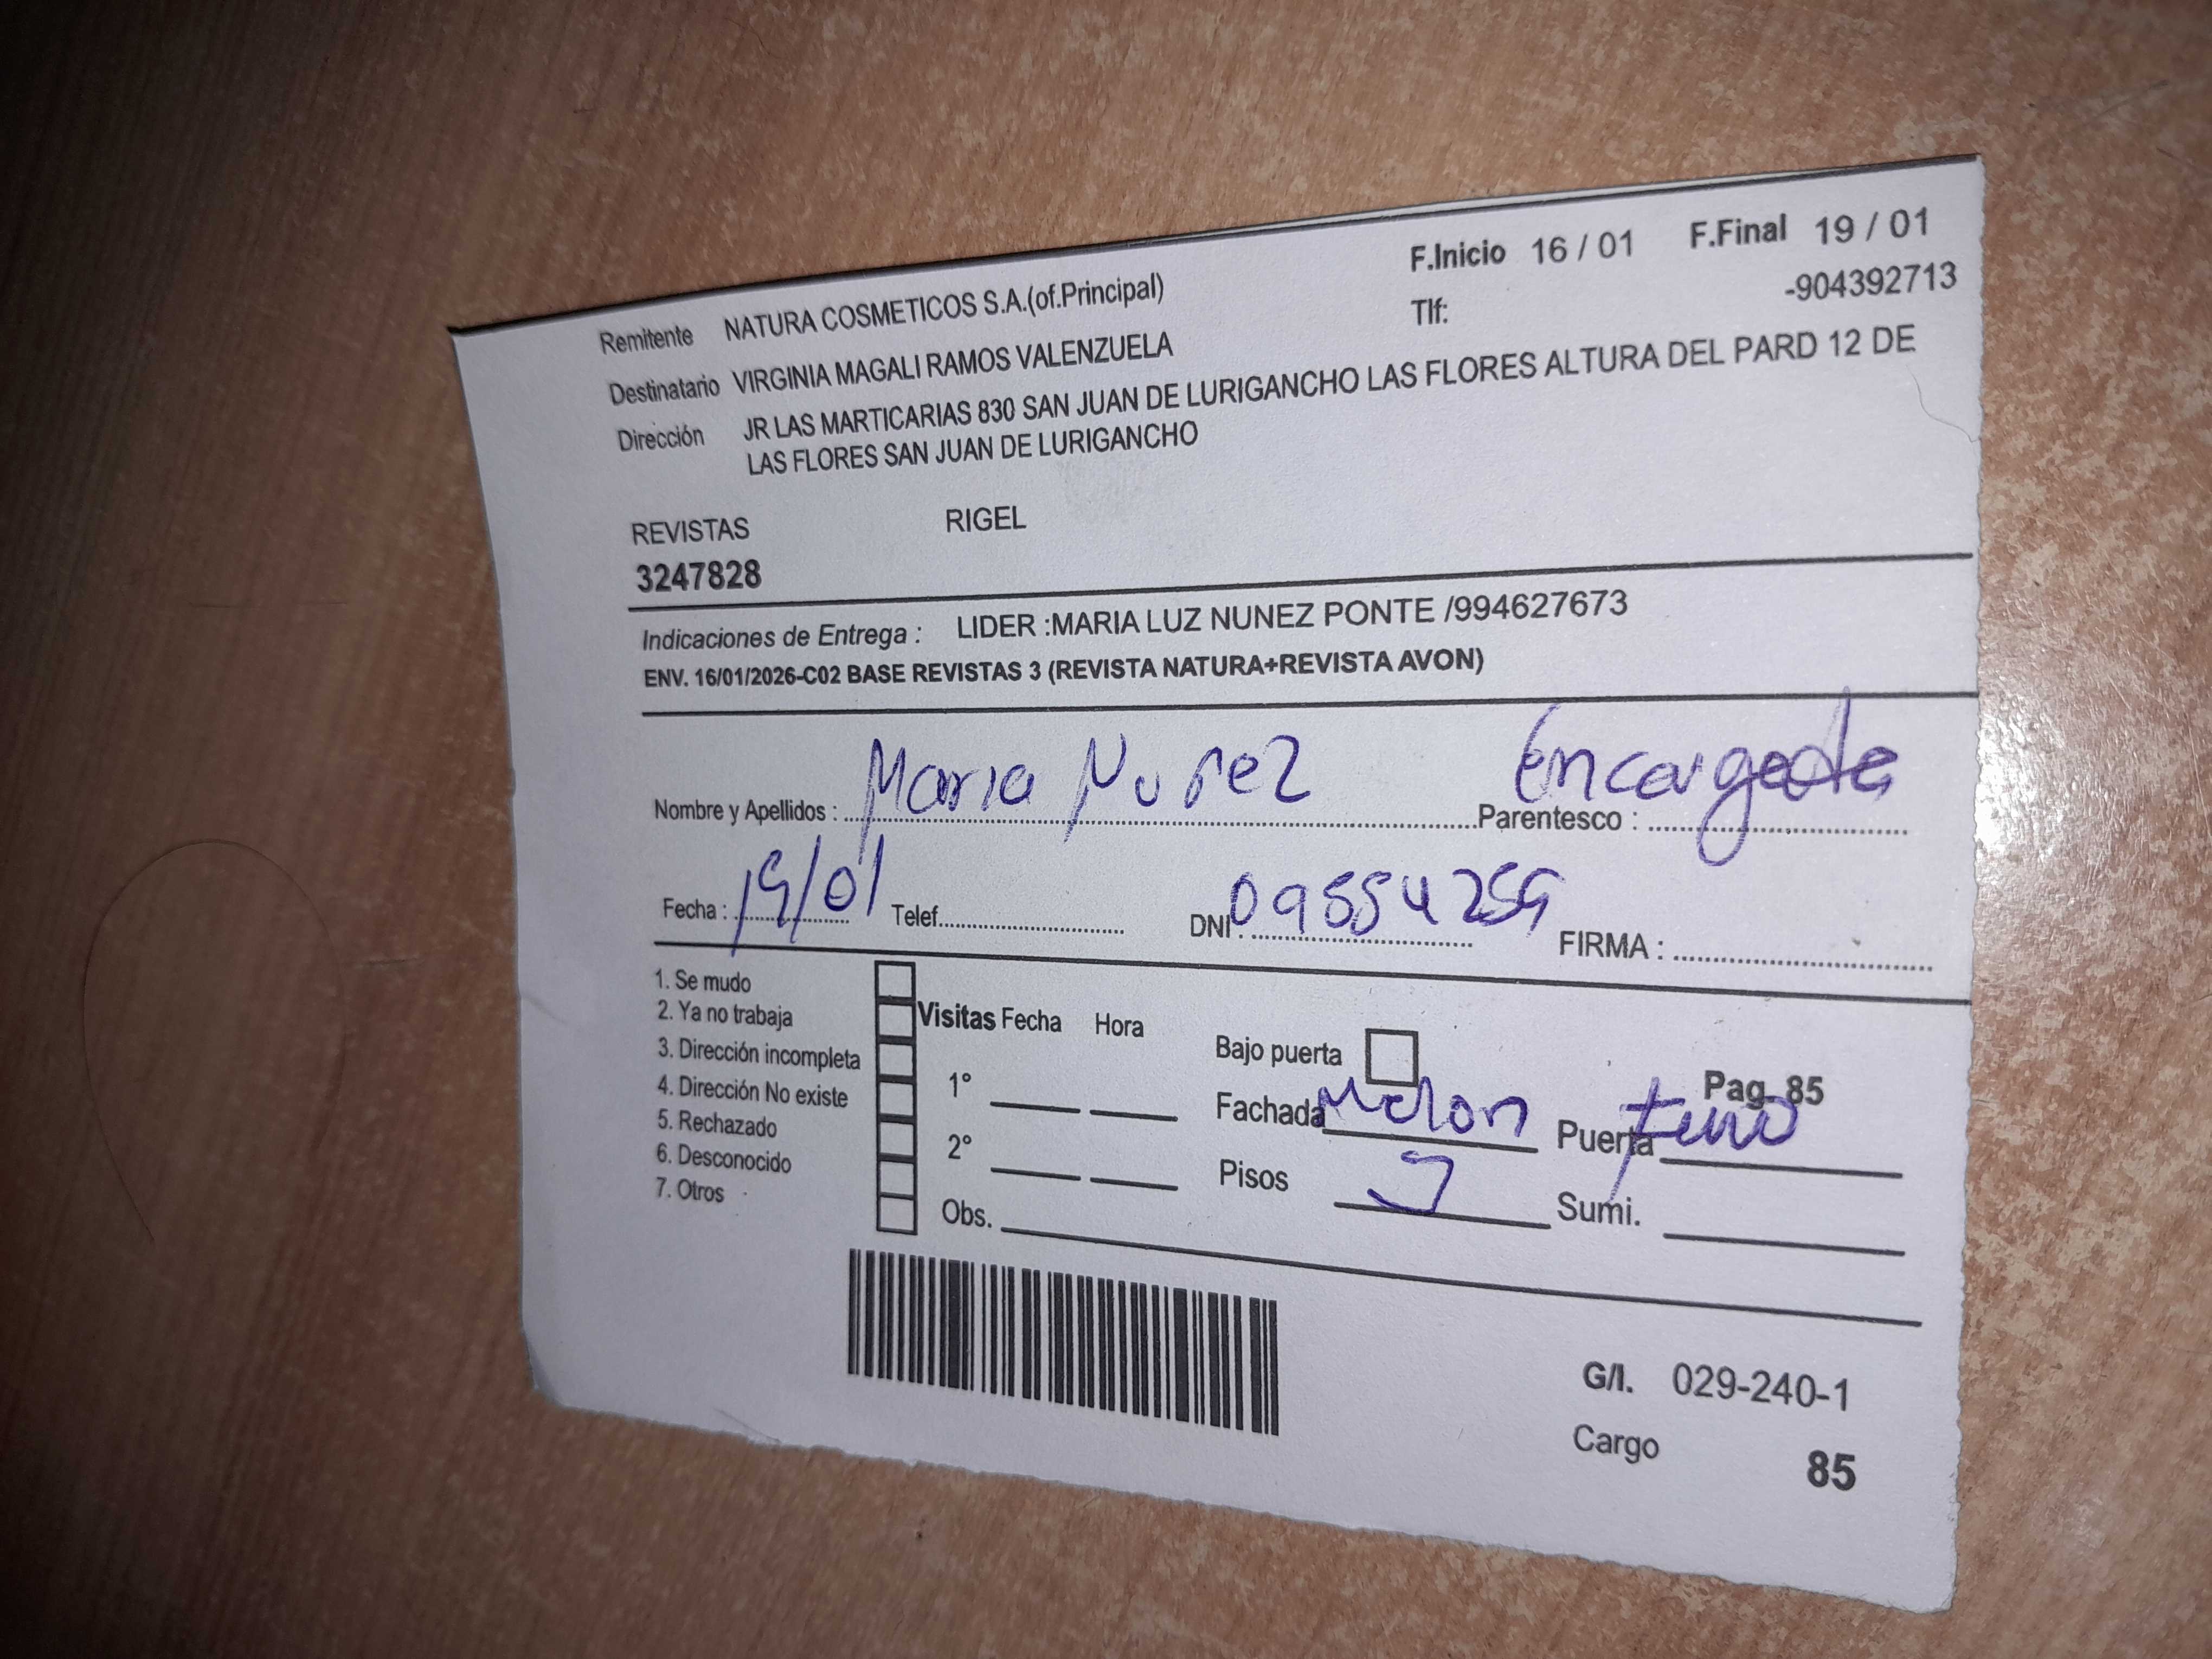 Remitente NATURA COSMETICOS S.A.(of.Principal) F.Inicio 16 / 01 F.Final 19 / 01
Destinatario VIRGINIA MAGALI RAMOS VALENZUELA Tlf: -904392713
Dirección JR LAS MARTICARIAS 830 SAN JUAN DE LURIGANCHO LAS FLORES ALTURA DEL PARD 12 DE
LAS FLORES SAN JUAN DE LURIGANCHO
REVISTAS RIGEL
3247828
Indicaciones de Entrega : LIDER :MARIA LUZ NUNEZ PONTE /994627673
ENV. 16/01/2026-C02 BASE REVISTAS 3 (REVISTA NATURA+REVISTA AVON)
Nombre y Apellidos : Maria Nuñez Parentesco : Encargada
Fecha : 19/01 Telef. DNI : FIRMA :
1. Se mudo
2. Ya no trabaja Visitas Fecha Hora
3. Dirección incompleta Bajo puerta
4. Dirección No existe 1° Fachada Melon Pag. 85
5. Rechazado Puerta
6. Desconocido 2° Pisos
7. Otros Obs. Sumi.
G/I. 029-240-1
Cargo 85